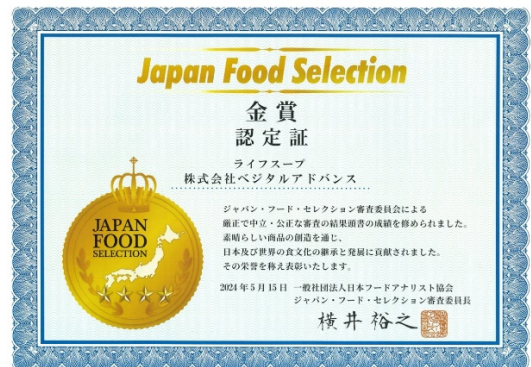 Japan Food Selection
金賞
認定証
ライフスープ
株式会社ベジタルアドバンス
JAPAN
FOOD
SELECTION
ジャパン・フード・セレクション審査委員会による
厳正で中立・公正な審査の結果頭書の成績を修められました。
素晴らしい商品の創造を通じ、
日本及び世界の食文化の継承と発展に貢献されました。
その栄誉を称え表彰いたします。
2024年5月15日 一般社団法人日本フードアナリスト協会
ジャパン・フード・セレクション審査委員長
横井裕之